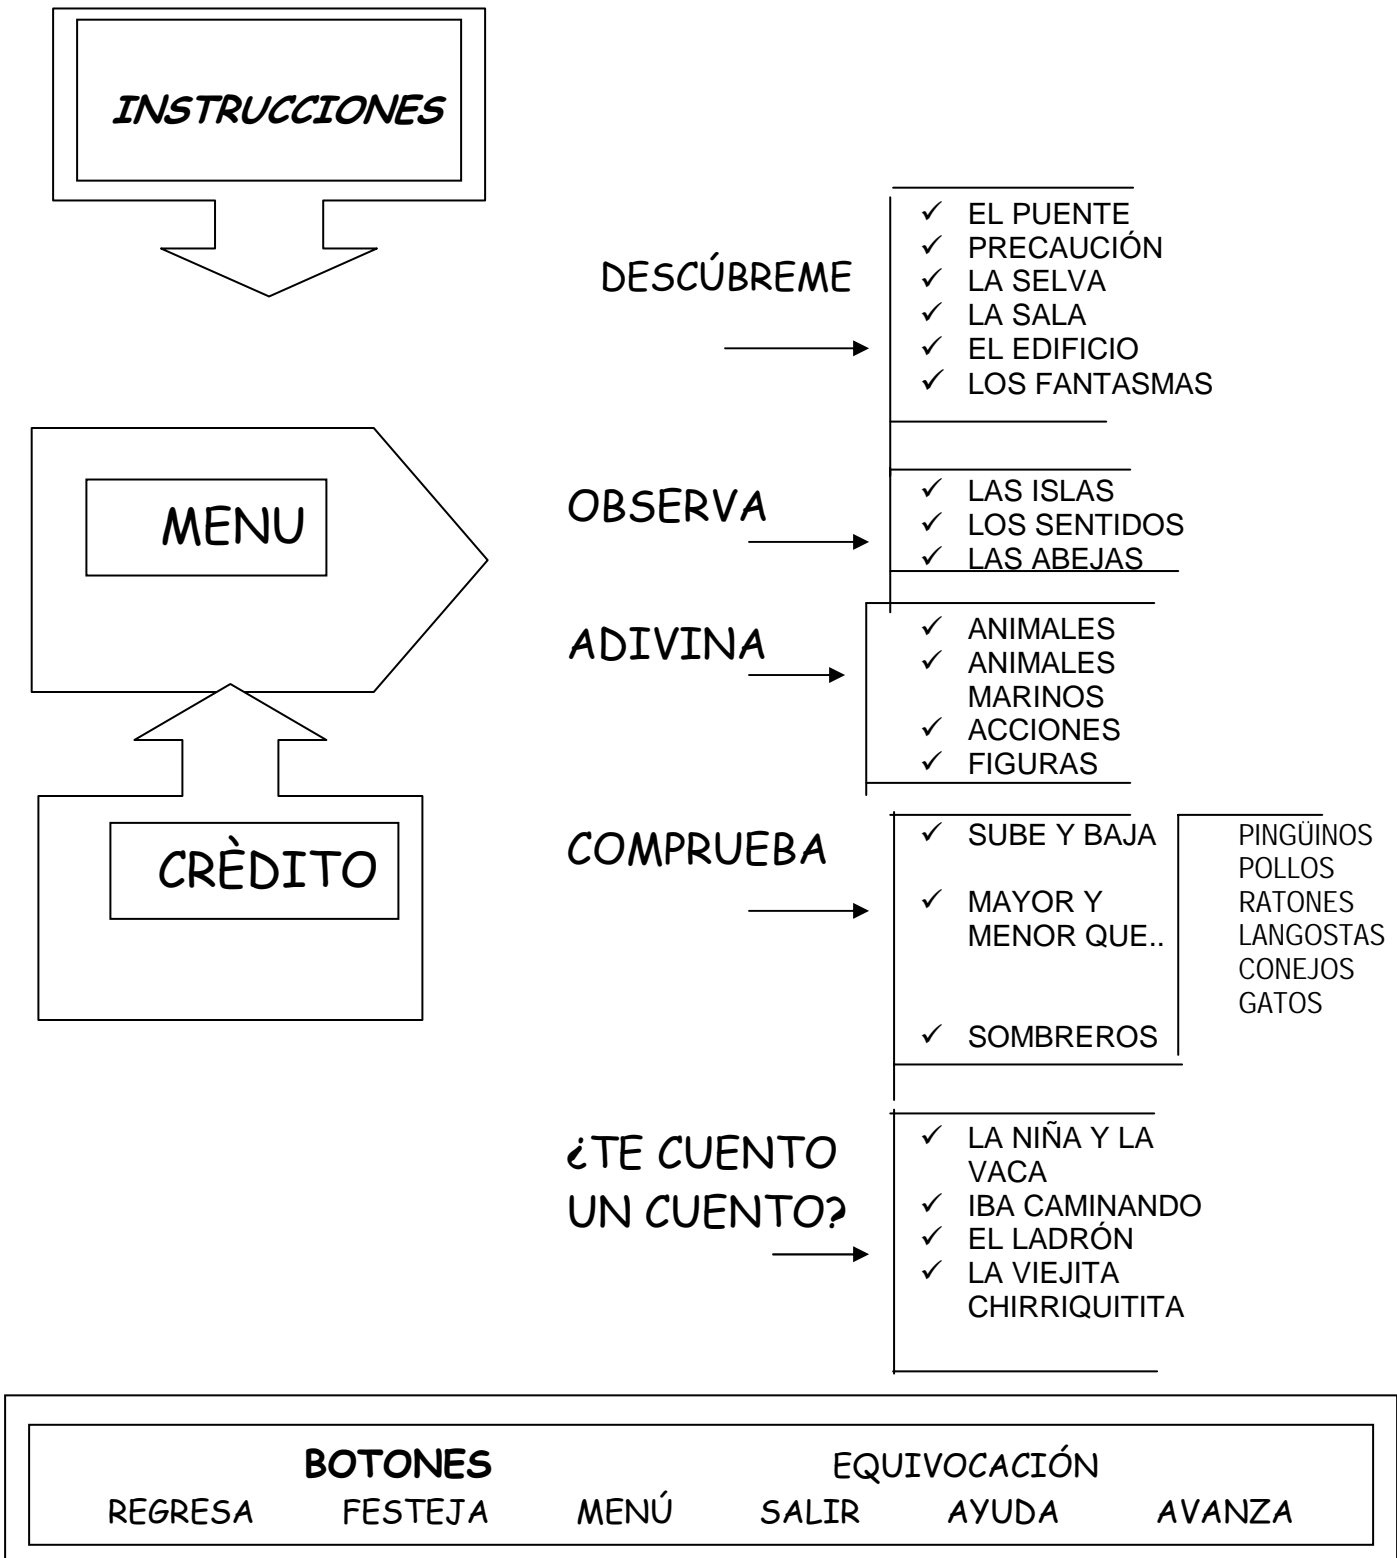 INSTRUCCIONES
MENU
CRÈDITO
DESCÚBREME
✓ EL PUENTE
✓ PRECAUCIÓN
✓ LA SELVA
✓ LA SALA
✓ EL EDIFICIO
✓ LOS FANTASMAS
OBSERVA
✓ LAS ISLAS
✓ LOS SENTIDOS
✓ LAS ABEJAS
ADIVINA
✓ ANIMALES
✓ ANIMALES
MARINOS
✓ ACCIONES
✓ FIGURAS
COMPRUEBA
✓ SUBE Y BAJA
✓ MAYOR Y
MENOR QUE..
✓ SOMBREROS
PINGÜINOS
POLLOS
RATONES
LANGOSTAS
CONEJOS
GATOS
¿TE CUENTO
UN CUENTO?
✓ LA NIÑA Y LA
VACA
✓ IBA CAMINANDO
✓ EL LADRÓN
✓ LA VIEJITA
CHIRRIQUITITA
BOTONES EQUIVOCACIÓN
REGRESA FESTEJA MENÚ SALIR AYUDA AVANZA